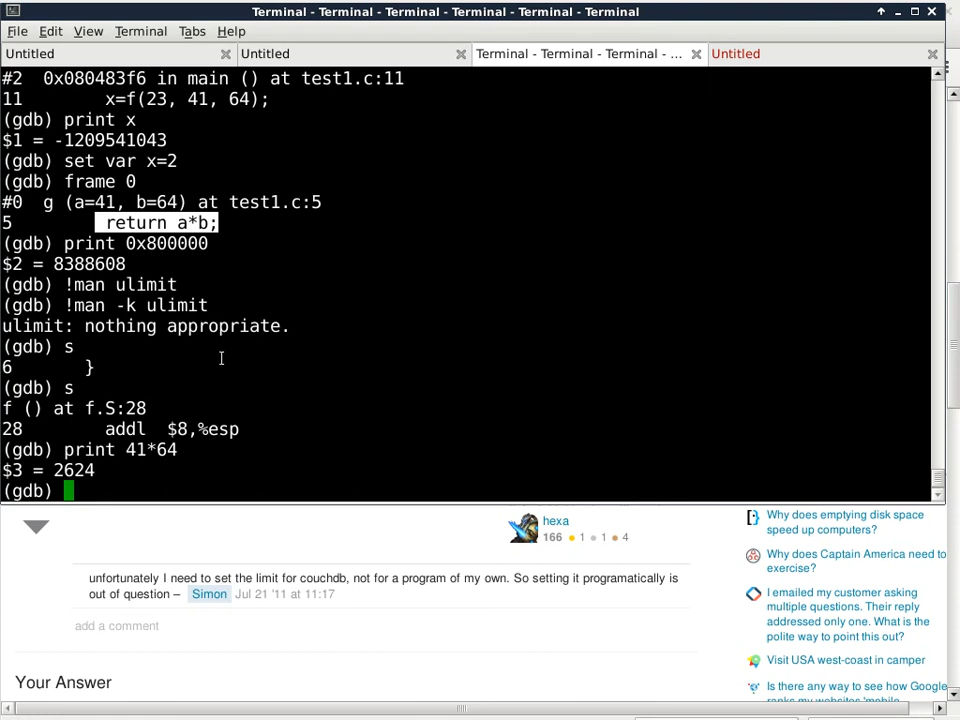 Terminal - Terminal - Terminal - Terminal - Terminal - Terminal
File Edit View Terminal Tabs Help
Untitled Untitled Terminal - Terminal - Terminal - ... Untitled
#2  0x080483f6 in main () at test1.c:11
11        x=f(23, 41, 64);
(gdb) print x
$1 = -1209541043
(gdb) set var x=2
(gdb) frame 0
#0  g (a=41, b=64) at test1.c:5
5         return a*b;
(gdb) print 0x800000
$2 = 8388608
(gdb) !man ulimit
(gdb) !man -k ulimit
ulimit: nothing appropriate.
(gdb) s
6       }
(gdb) s
f () at f.S:28
28        addl  $8,%esp
(gdb) print 41*64
$3 = 2624
(gdb)
hexa
166 1 1 4
unfortunately I need to set the limit for couchdb, not for a program of my own. So setting it programatically is
out of question – Simon Jul 21 '11 at 11:17
add a comment
Your Answer
Why does emptying disk space
speed up computers?
Why does Captain America need to
exercise?
I emailed my customer asking
multiple questions. Their reply
addressed only one. What is the
polite way to point this out?
Visit USA west-coast in camper
Is there any way to see how Google
ranks my websites 'mobile